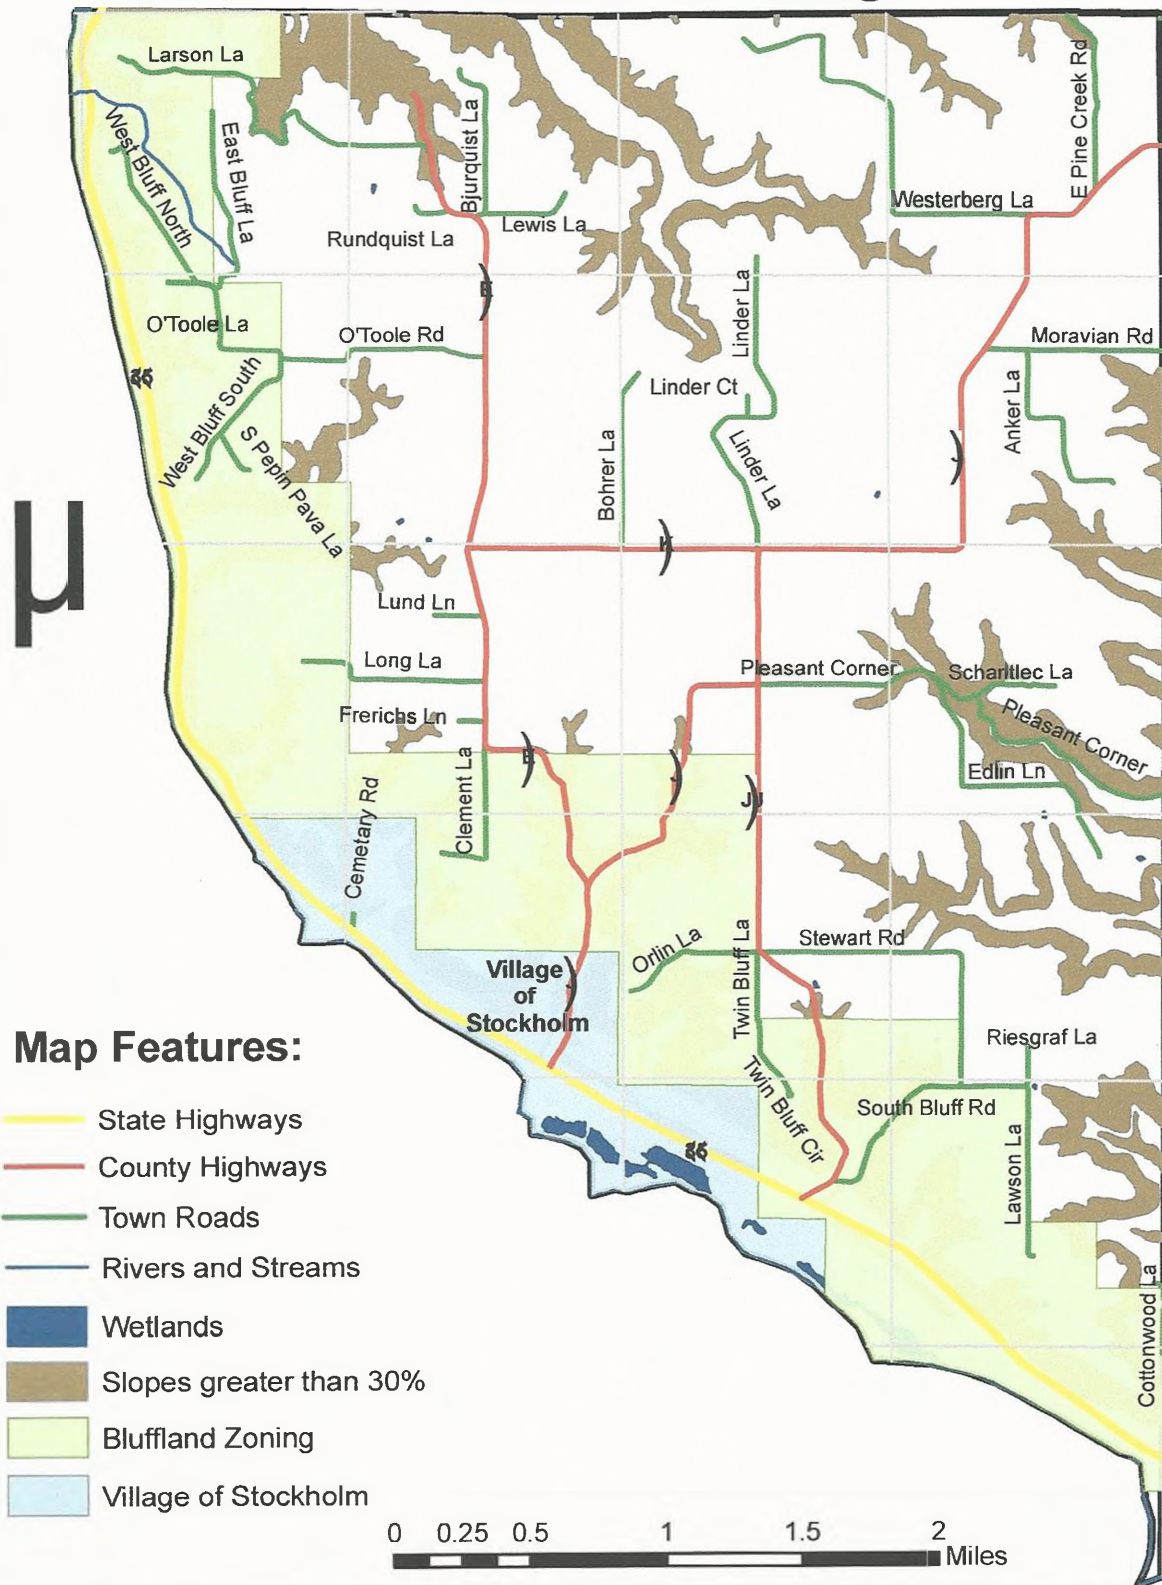 Larson La
West Bluff North
East Bluff La
Bjurquist La
E Pine Creek Rd
Westerberg La
Lewis La
Rundquist La
E
Linder La
O'Toole La
O'Toole Rd
Moravian Rd
35
West Bluff South
S Pepin Pava La
Linder Ct
Bohrer La
Linder La
Anker La
J
K
µ
Lund Ln
Long La
Pleasant Corner
Frerichs Ln
Pleasant Corner
Edlin Ln
E
J
JJ
Clement La
Cemetary Rd
Orlin La
Twin Bluff La
Stewart Rd
Village
of
Stockholm
J
Twin Bluff Cir
Riesgraf La
South Bluff Rd
Lawson La
35
Cottonwood La
Map Features:
State Highways
County Highways
Town Roads
Rivers and Streams
Wetlands
Slopes greater than 30%
Bluffland Zoning
Village of Stockholm
0 0.25 0.5 1 1.5 2
Miles